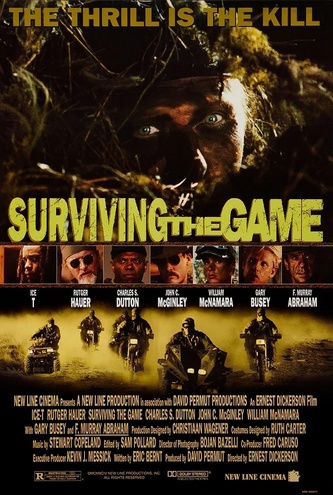 THE THRILL IS THE KILL
SURVIVING THE GAME
ICE T
RUTGER HAUER
CHARLES S. DUTTON
JOHN C. McGINLEY
WILLIAM McNAMARA
GARY BUSEY
F. MURRAY ABRAHAM
NEW LINE CINEMA Presents A NEW LINE PRODUCTION in association with DAVID PERMUT PRODUCTIONS An ERNEST DICKERSON Film
ICE-T RUTGER HAUER SURVIVING THE GAME CHARLES S. DUTTON JOHN C. McGINLEY WILLIAM McNAMARA
With GARY BUSEY and F. MURRAY ABRAHAM Production Designed by CHRISTIAAN WAGENER Costumes Designed by RUTH CARTER
Music by STEWART COPELAND Edited by SAM POLLARD Director of Photography BOJAN BAZELLI Co-Producer FRED CARUSO
Executive Producer KEVIN J. MESSICK Written by ERIC BERNT Produced by DAVID PERMUT Directed by ERNEST DICKERSON
R RESTRICTED
DOLBY STEREO
NEW LINE CINEMA